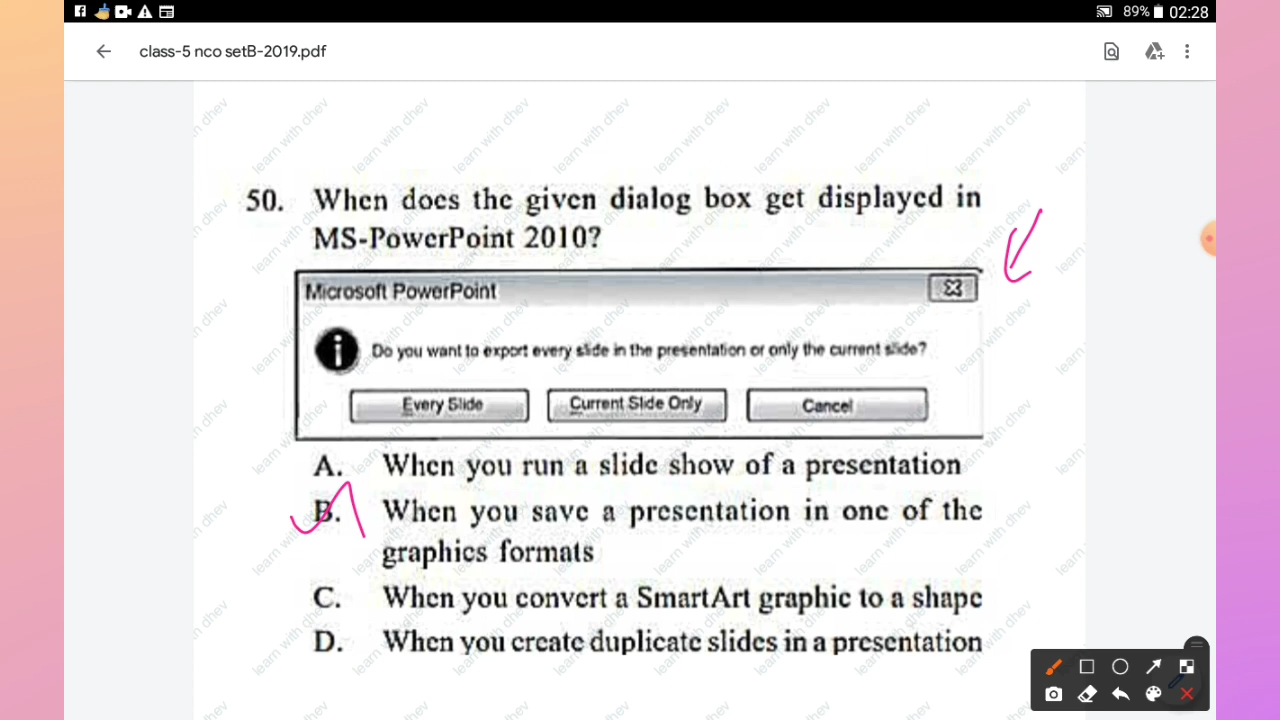 89% 02:28
class-5 nco setB-2019.pdf
50. When does the given dialog box get displayed in
MS-PowerPoint 2010?
Microsoft PowerPoint
Do you want to export every slide in the presentation or only the current slide?
Every Slide Current Slide Only Cancel
A. When you run a slide show of a presentation
B. When you save a presentation in one of the
graphics formats
C. When you convert a SmartArt graphic to a shape
D. When you create duplicate slides in a presentation
learn with dhev